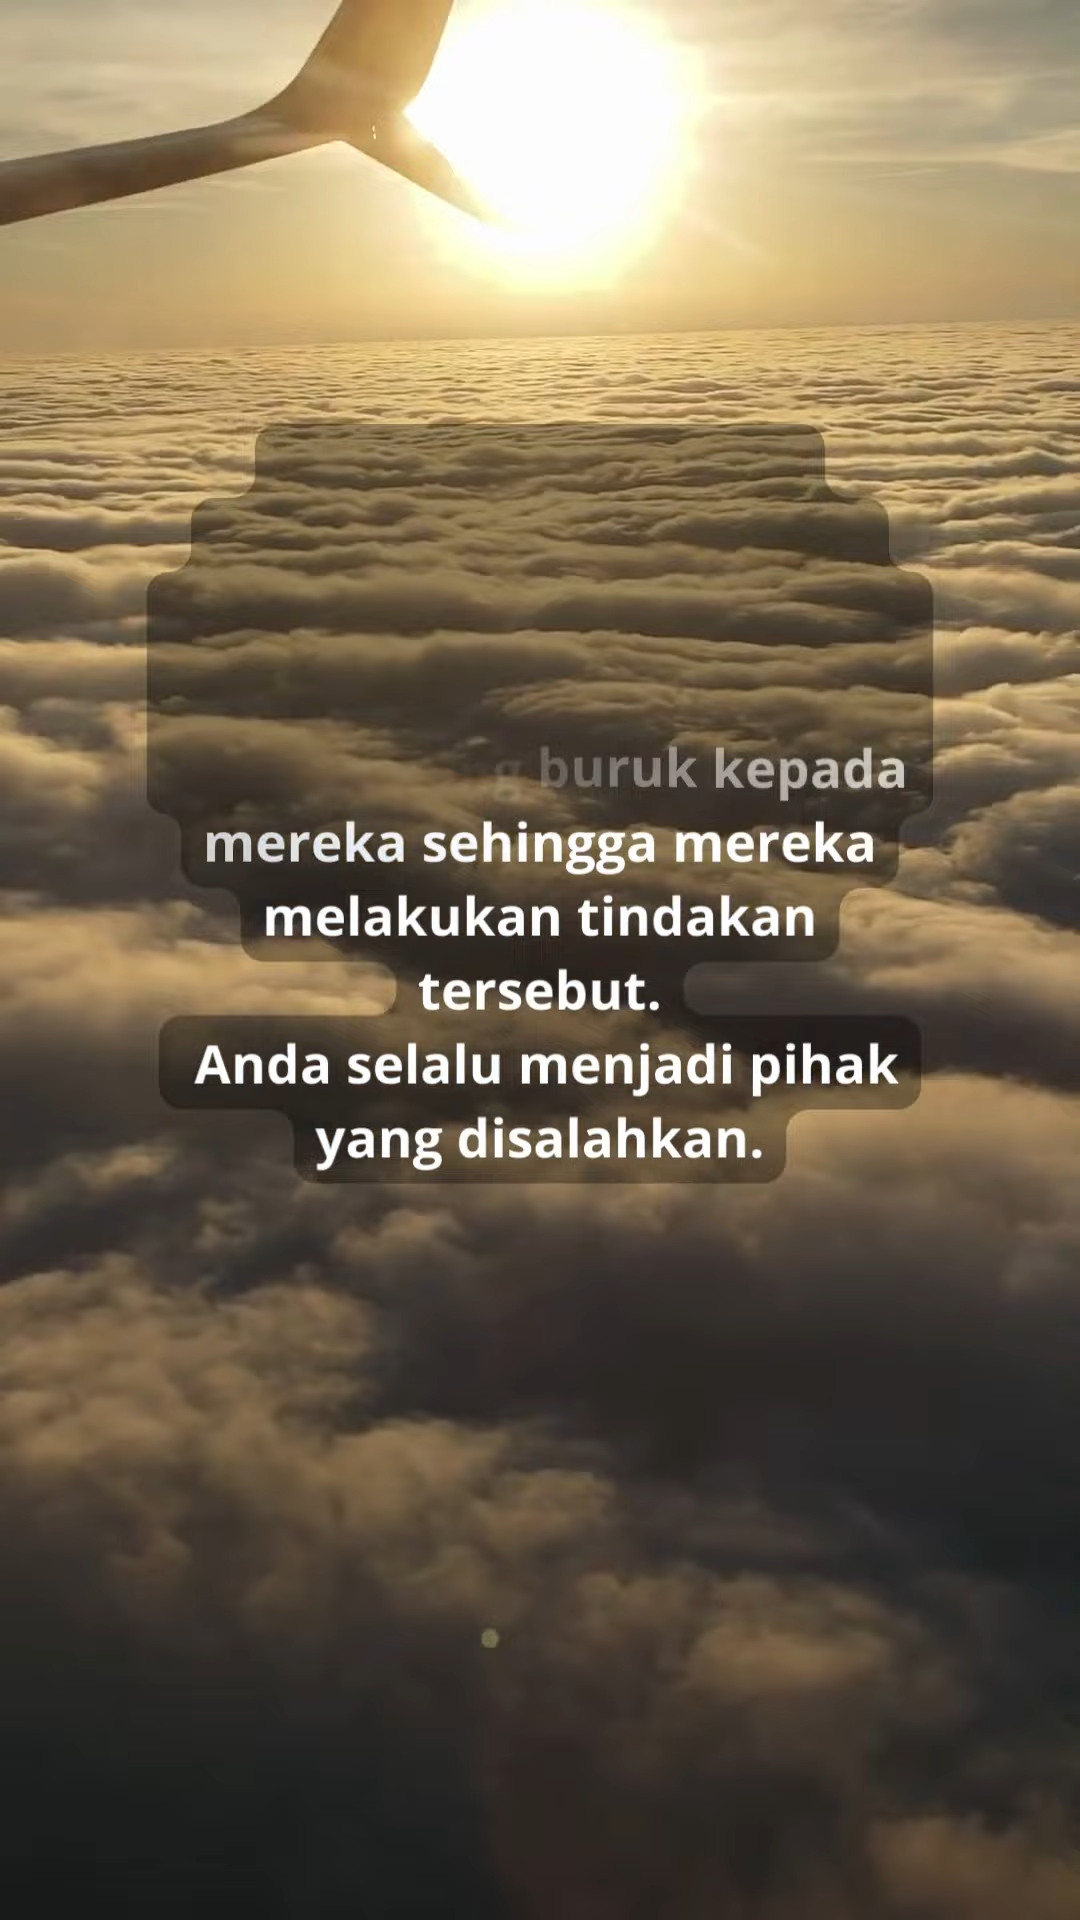 buruk kepada
mereka sehingga mereka
melakukan tindakan
tersebut.
Anda selalu menjadi pihak
yang disalahkan.